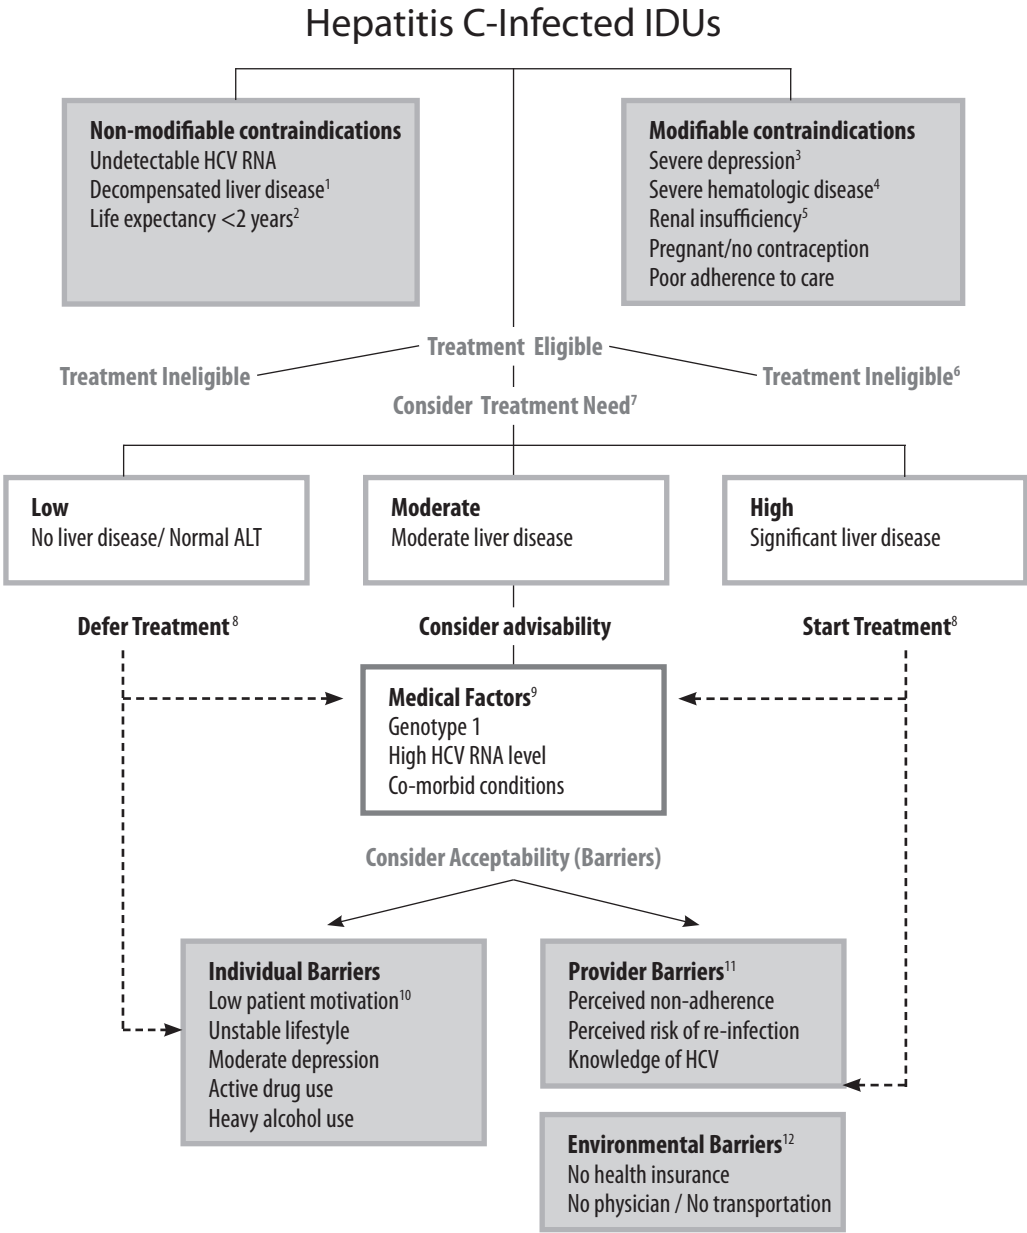 Hepatitis C-Infected IDUs
Non-modifiable contraindications
Undetectable HCV RNA
Decompensated liver disease1
Life expectancy <2 years2
Modifiable contraindications
Severe depression3
Severe hematologic disease4
Renal insufficiency5
Pregnant/no contraception
Poor adherence to care
Treatment Eligible
Treatment Ineligible
Treatment Ineligible6
Consider Treatment Need7
Low
No liver disease/ Normal ALT
Moderate
Moderate liver disease
High
Significant liver disease
Defer Treatment 8
Consider advisability
Start Treatment8
Medical Factors9
Genotype 1
High HCV RNA level
Co-morbid conditions
Consider Acceptability (Barriers)
Individual Barriers
Low patient motivation10
Unstable lifestyle
Moderate depression
Active drug use
Heavy alcohol use
Provider Barriers11
Perceived non-adherence
Perceived risk of re-infection
Knowledge of HCV
Environmental Barriers12
No health insurance
No physician / No transportation